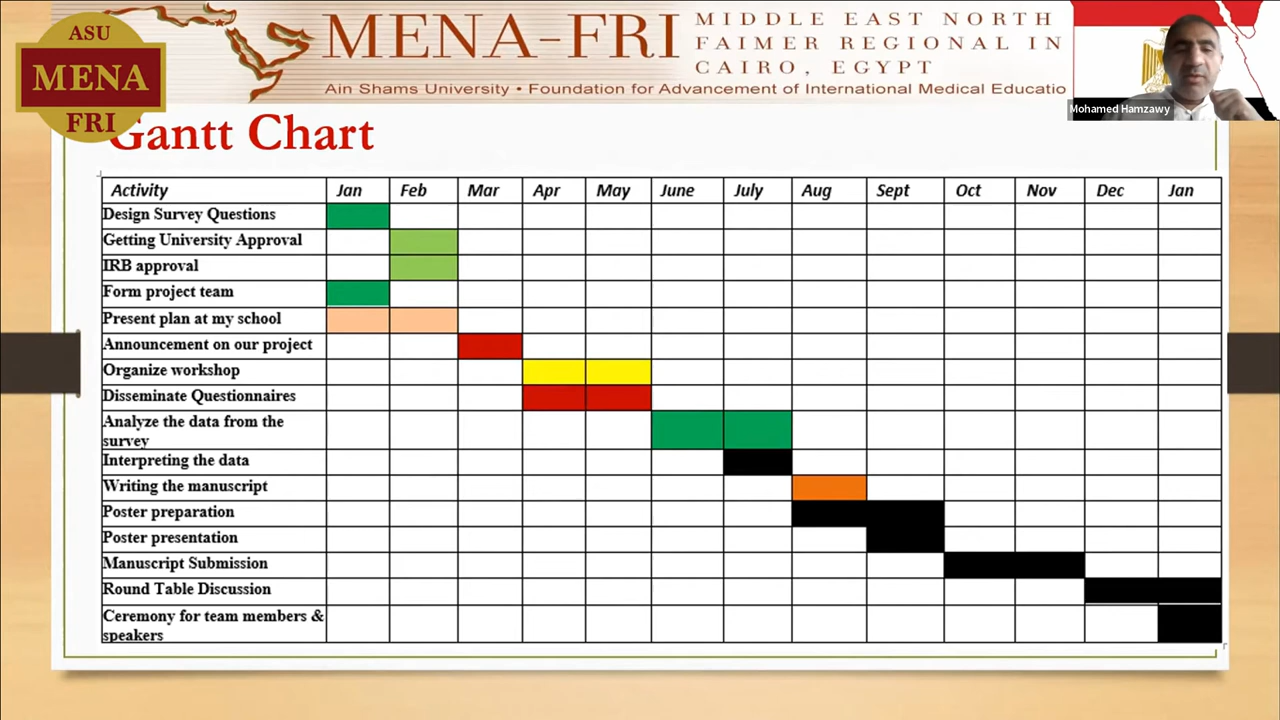 ASU
MENA
FRI
MENA-FRI
MIDDLE EAST NORTH
FAIMER REGIONAL IN
CAIRO, EGYPT
Ain Shams University • Foundation for Advancement of International Medical Educatio
Mohamed Hamzawy
Gantt Chart
Activity Jan Feb Mar Apr May June July Aug Sept Oct Nov Dec Jan
Design Survey Questions
Getting University Approval
IRB approval
Form project team
Present plan at my school
Announcement on our project
Organize workshop
Disseminate Questionnaires
Analyze the data from the
survey
Interpreting the data
Writing the manuscript
Poster preparation
Poster presentation
Manuscript Submission
Round Table Discussion
Ceremony for team members &
speakers